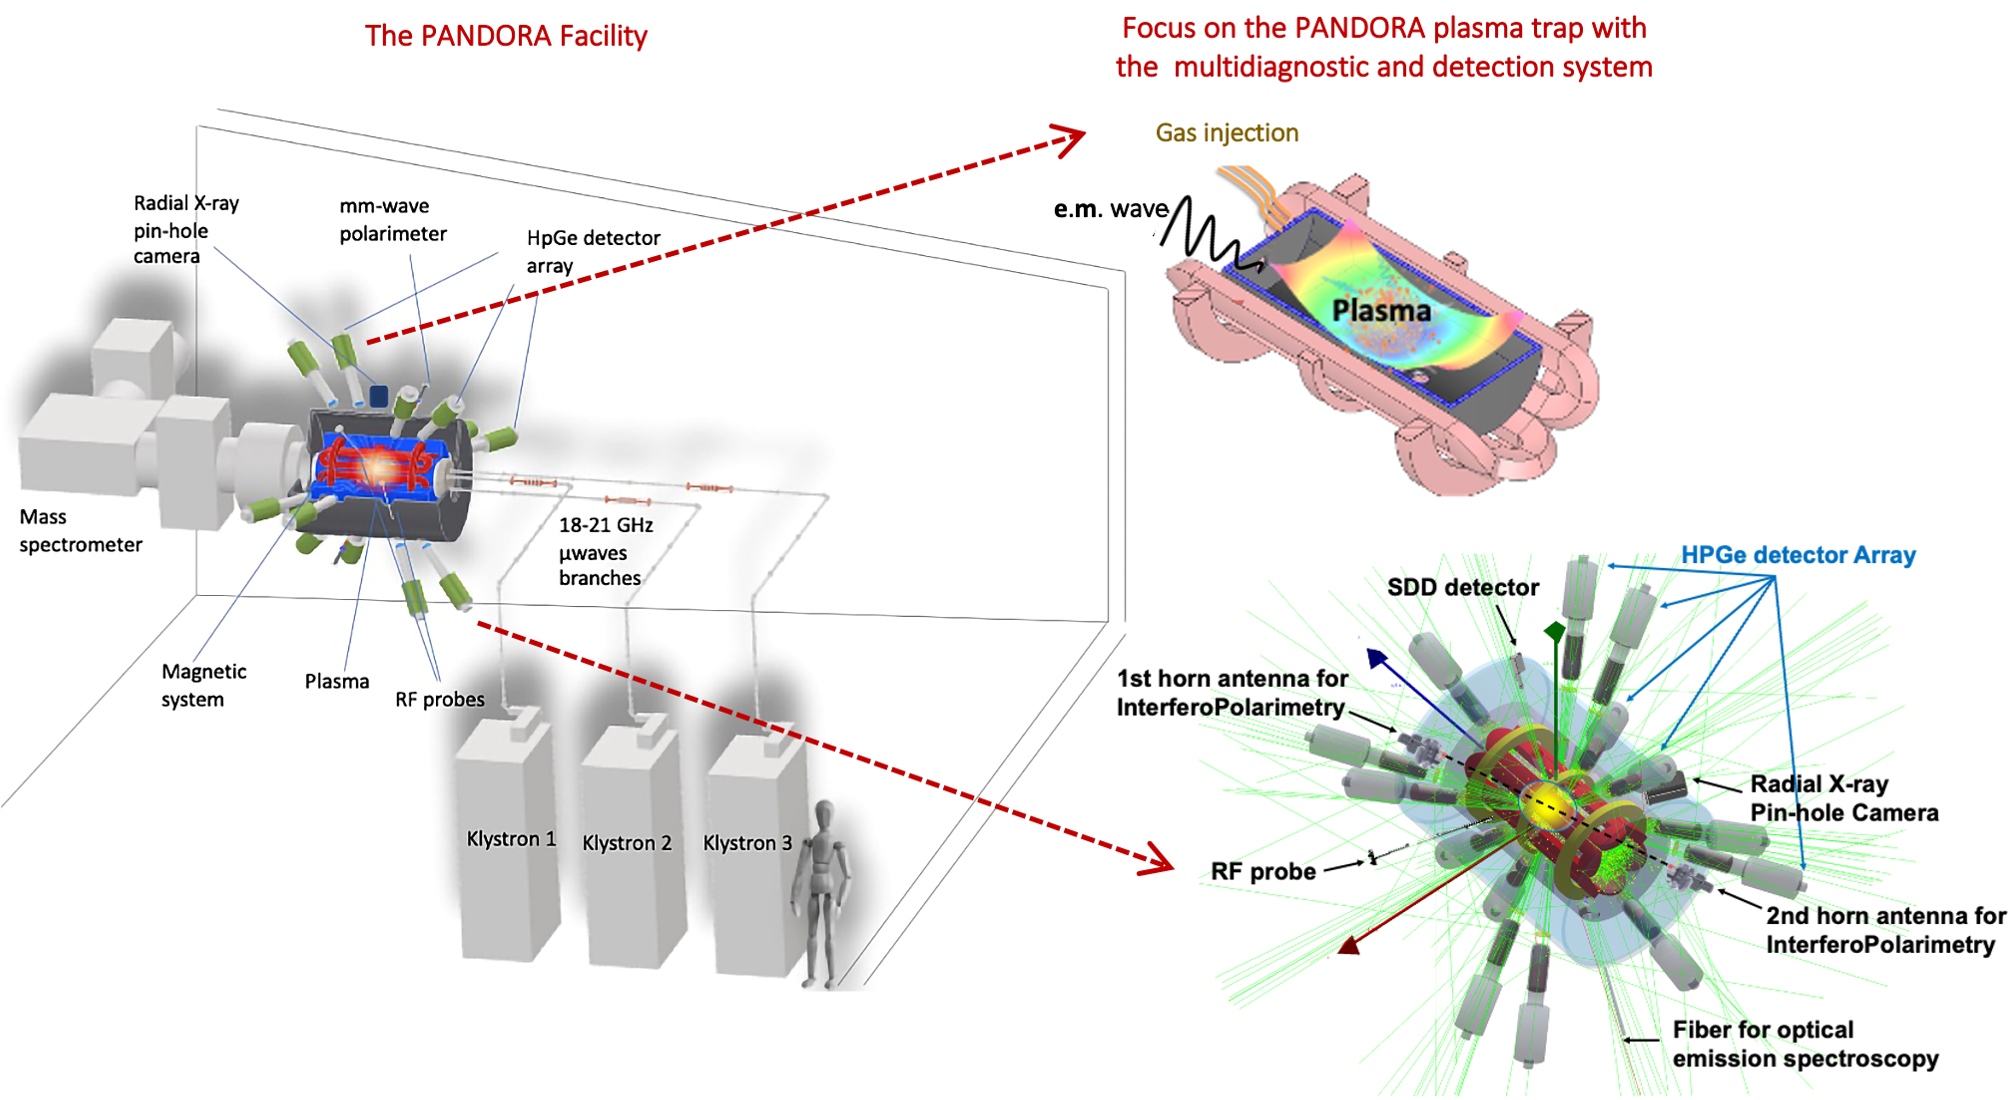 The PANDORA Facility
Focus on the PANDORA plasma trap with
the multidiagnostic and detection system
Radial X-ray
pin-hole
camera
mm-wave
polarimeter
HpGe detector
array
Mass
spectrometer
18-21 GHz
μwaves
branches
Magnetic
system
Plasma
RF probes
Klystron 1
Klystron 2
Klystron 3
Gas injection
e.m. wave
Plasma
HPGe detector Array
SDD detector
1st horn antenna for
InterferoPolarimetry
Radial X-ray
Pin-hole Camera
RF probe
2nd horn antenna for
InterferoPolarimetry
Fiber for optical
emission spectroscopy